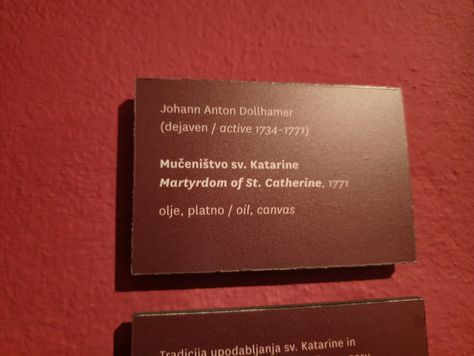 Johann Anton Dollhamer
(dejaven / active 1734–1771)
Mučeništvo sv. Katarine
Martyrdom of St. Catherine, 1771
olje, platno / oil, canvas
Tradicija upodabljanja sv. Katarine in